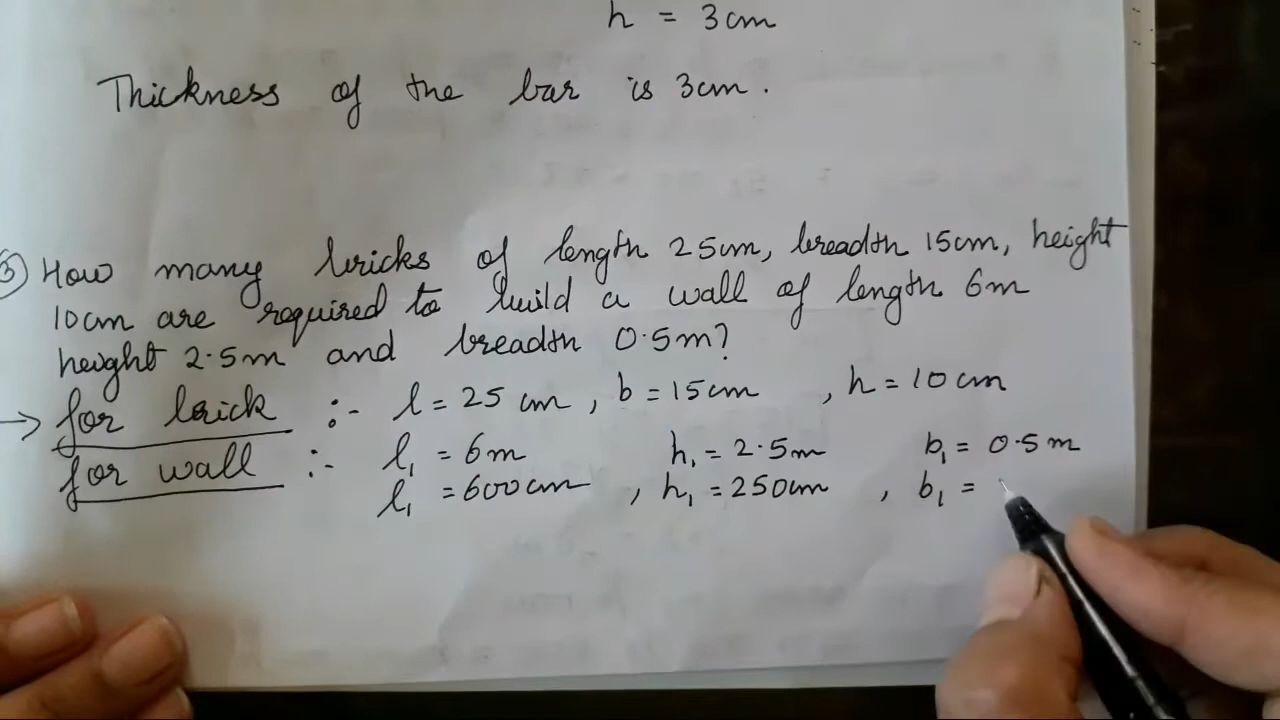 h = 3cm
Thickness of the bar is 3cm.
3) How many bricks of length 25cm, breadth 15cm, height
10cm are required to build a wall of length 6m
height 2.5m and breadth 0.5m?
→ for brick :- l = 25 cm, b = 15cm , h = 10 cm
for wall :- l₁ = 6m h₁ = 2.5m b₁ = 0.5m
l₁ = 600cm , h₁ = 250cm , b₁ =